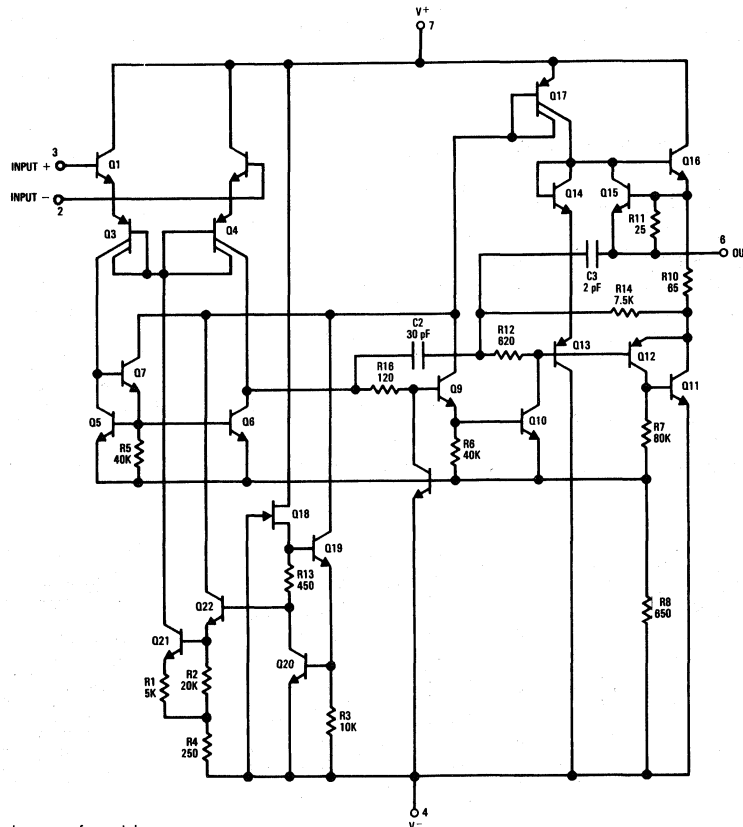 V+
7
Q17
3
INPUT +
Q1
Q16
INPUT −
2
Q14
Q15
R11
25
Q3
Q4
6
OU
C3
2 pF
R10
65
R14
7.5K
C2
30 pF
R12
620
Q7
R16
120
Q13
Q12
Q9
Q11
Q5
Q6
Q10
R5
40K
R6
40K
R7
80K
Q18
Q19
R13
450
Q22
R8
650
Q21
Q20
R1
5K
R2
20K
R3
10K
R4
250
4
V−